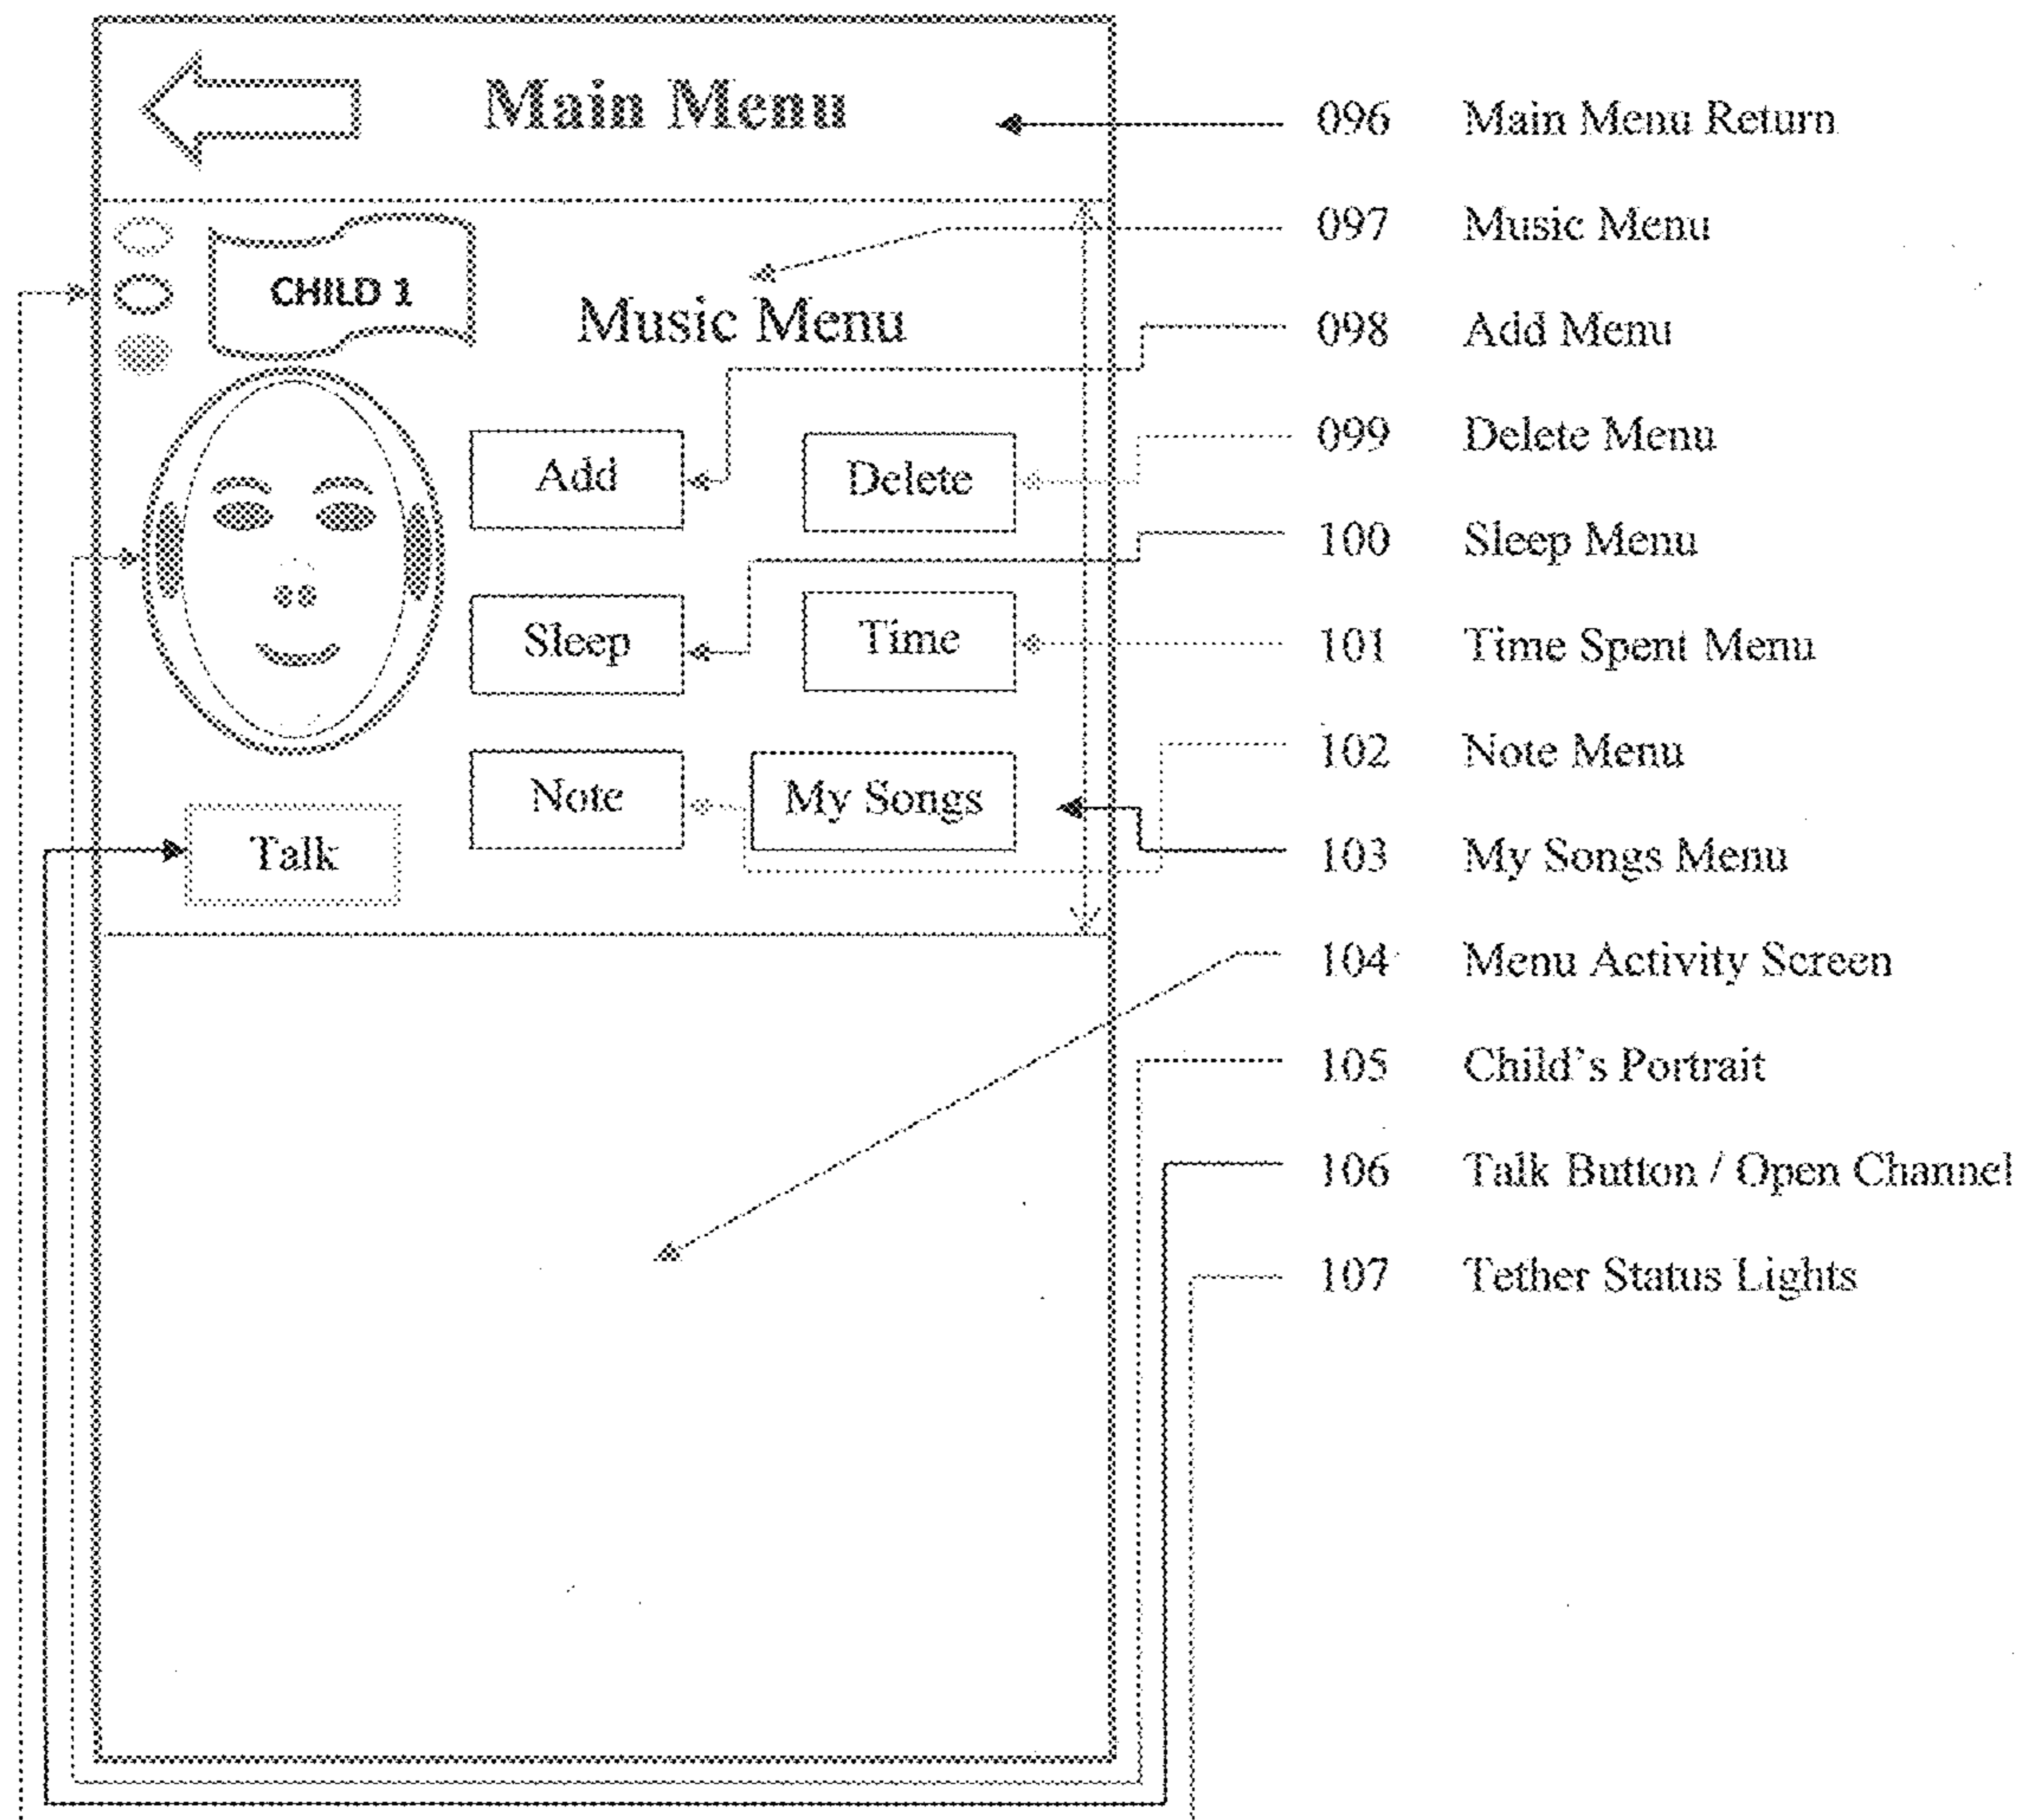 Main Menu
CHILD 1
Music Menu
Add
Delete
Sleep
Time
Note
My Songs
Talk
096 Main Menu Return
097 Music Menu
098 Add Menu
099 Delete Menu
100 Sleep Menu
101 Time Spent Menu
102 Note Menu
103 My Songs Menu
104 Menu Activity Screen
105 Child's Portrait
106 Talk Button / Open Channel
107 Tether Status Lights